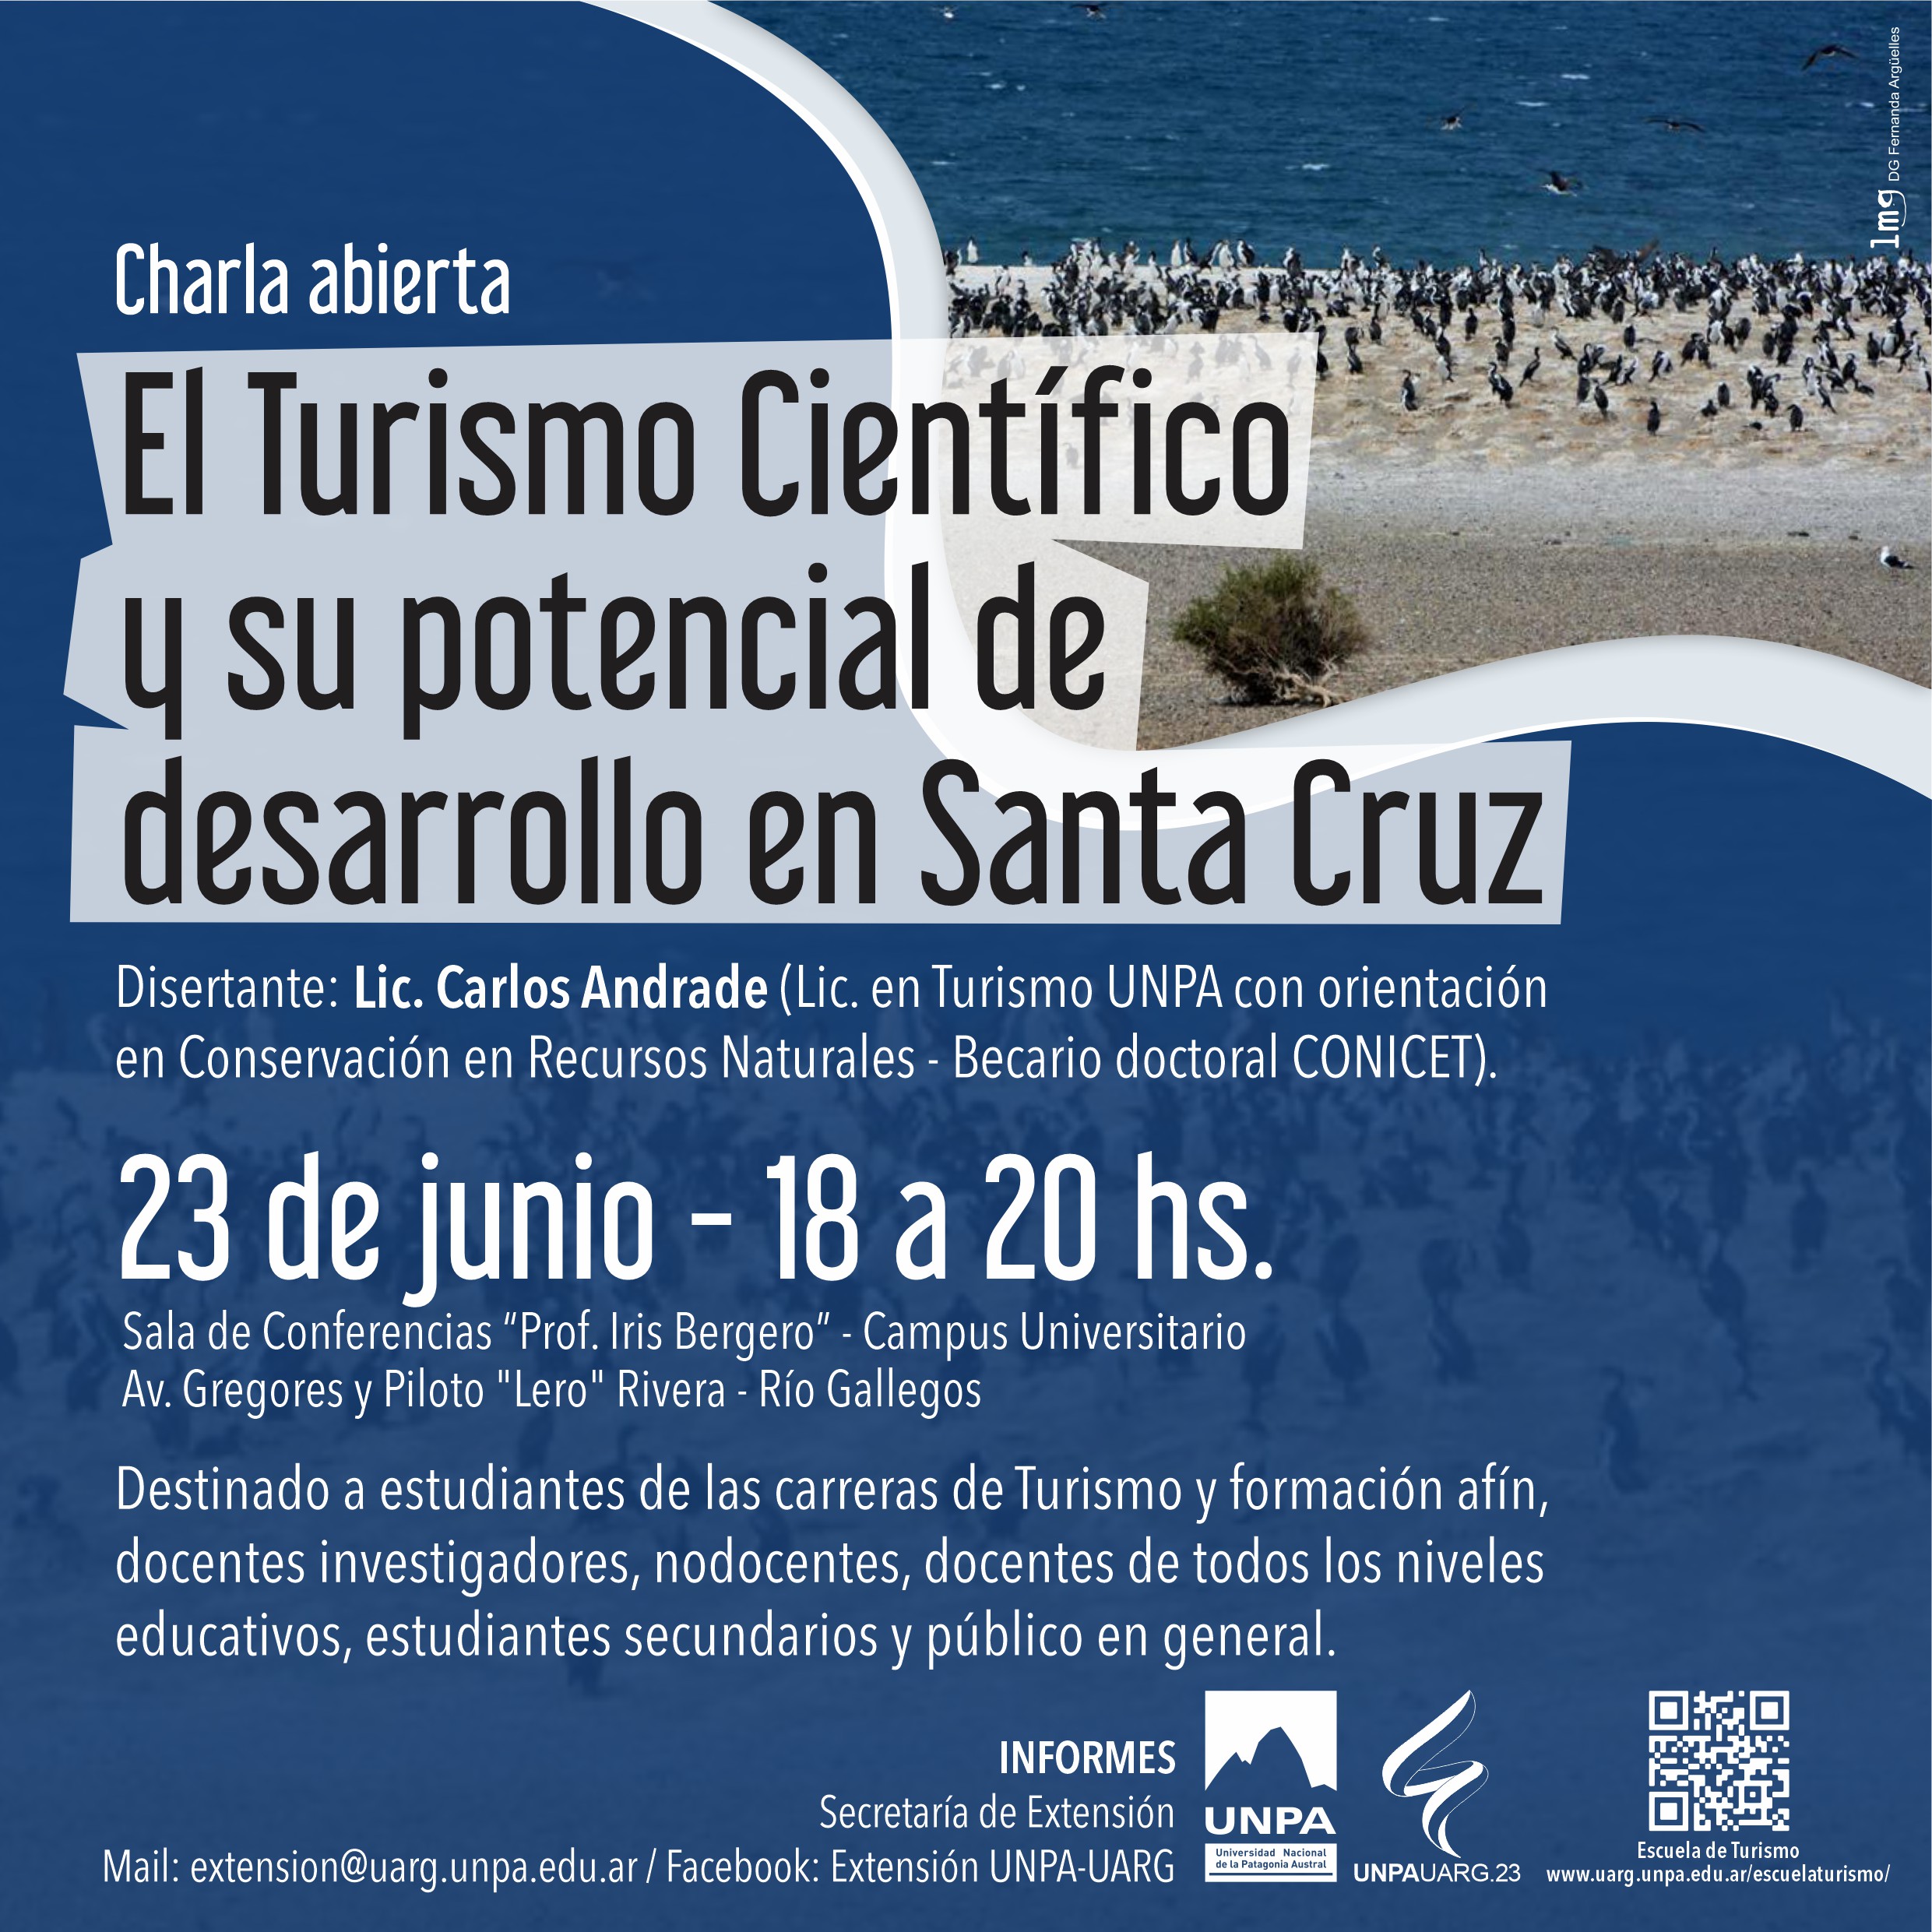 lmg DG Fernanda Argüelles
Charla abierta
El Turismo Científico
y su potencial de
desarrollo en Santa Cruz
Disertante: Lic. Carlos Andrade (Lic. en Turismo UNPA con orientación
en Conservación en Recursos Naturales - Becario doctoral CONICET).
23 de junio - 18 a 20 hs.
Sala de Conferencias “Prof. Iris Bergero” - Campus Universitario
Av. Gregores y Piloto "Lero" Rivera - Río Gallegos
Destinado a estudiantes de las carreras de Turismo y formación afín,
docentes investigadores, nodocentes, docentes de todos los niveles
educativos, estudiantes secundarios y público en general.
INFORMES
Secretaría de Extensión
Mail: extension@uarg.unpa.edu.ar / Facebook: Extensión UNPA-UARG
UNPA
Universidad Nacional
de la Patagonia Austral
UNPAUARG.23
Escuela de Turismo
www.uarg.unpa.edu.ar/escuelaturismo/